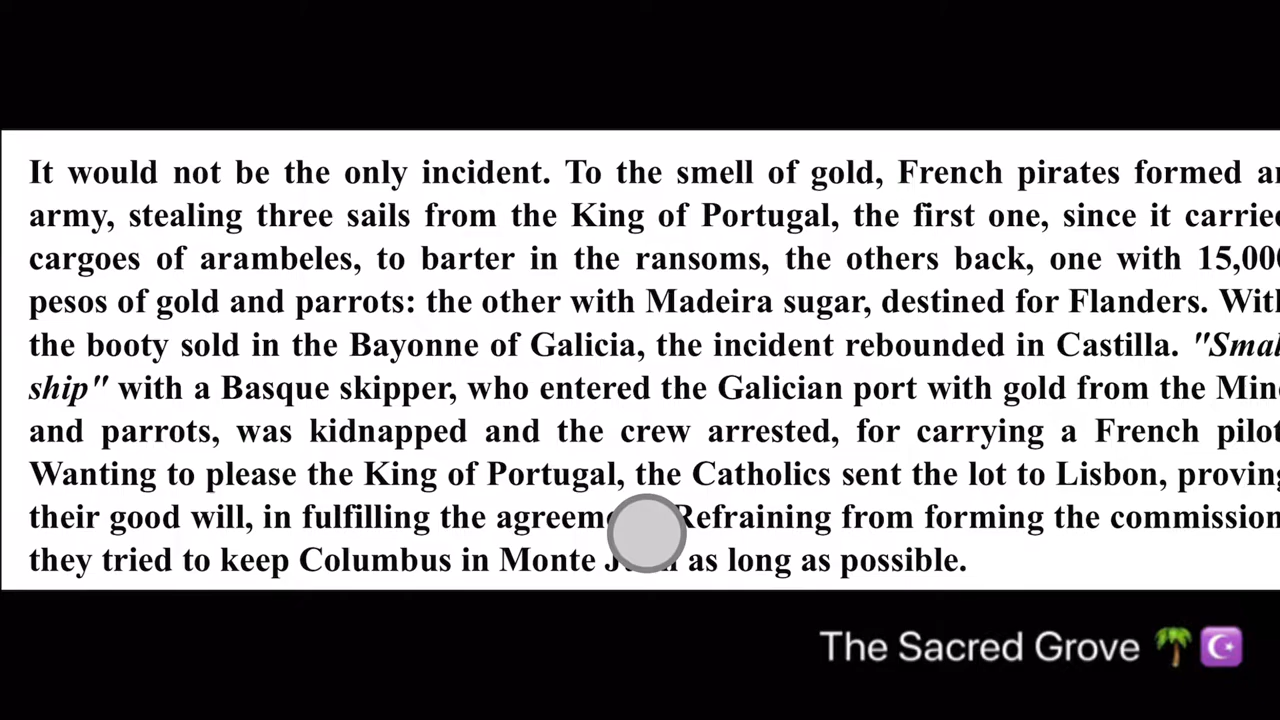 It would not be the only incident. To the smell of gold, French pirates formed
army, stealing three sails from the King of Portugal, the first one, since it
cargoes of arambeles, to barter in the ransoms, the others back, one with
pesos of gold and parrots: the other with Madeira sugar, destined for Flanders.
the booty sold in the Bayonne of Galicia, the incident rebounded in Castilla.
ship" with a Basque skipper, who entered the Galician port with gold from the
and parrots, was kidnapped and the crew arrested, for carrying a French pilot
Wanting to please the King of Portugal, the Catholics sent the lot to Lisbon, proving
their good will, in fulfilling the Refraining from forming the commission
they tried to keep Columbus in Monte as long as possible.
The Sacred Grove 🌴☪️